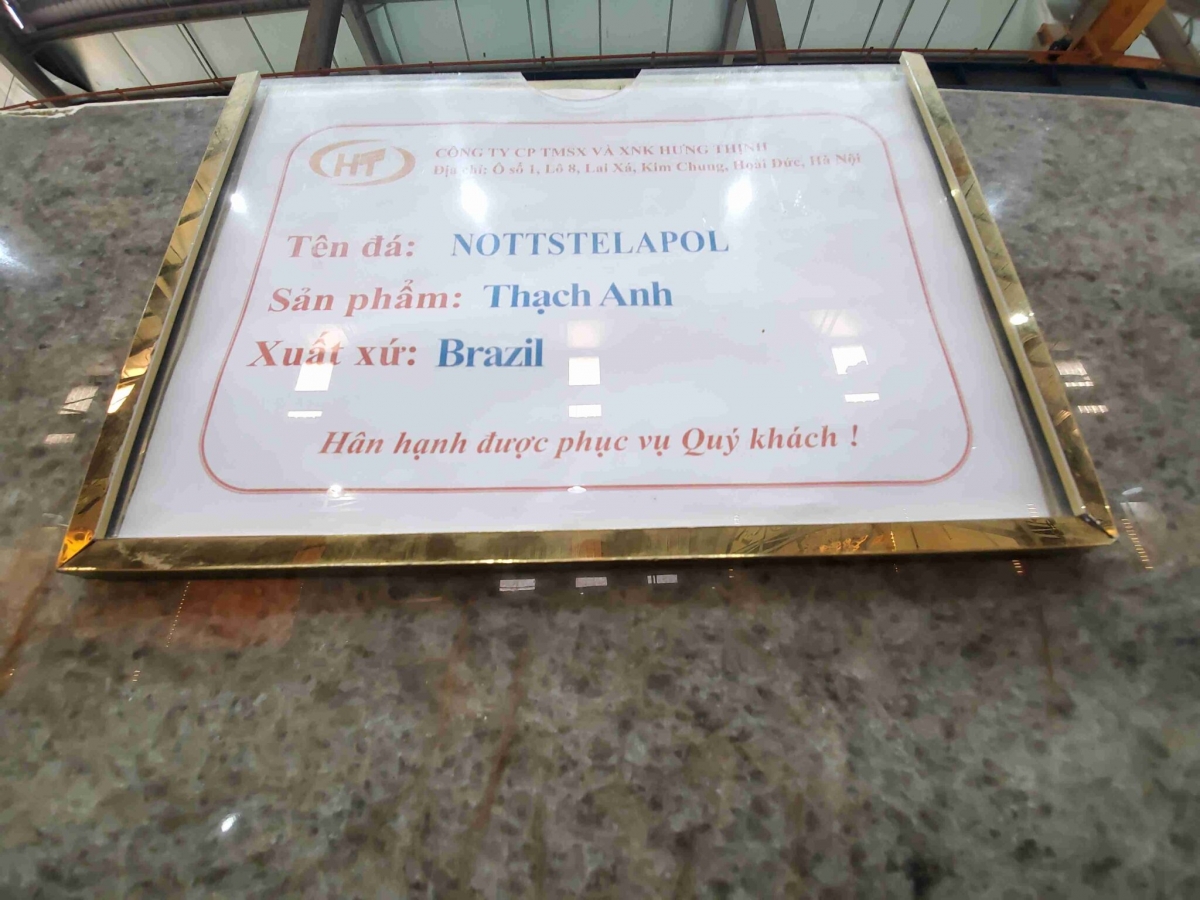 HT
CÔNG TY CP TMSX VÀ XNK HƯNG THỊNH
Địa chỉ: Ô số 1, Lô 8, Lai Xá, Kim Chung, Hoài Đức, Hà Nội
Tên đá: NOTTSTELAPOL
Sản phẩm: Thạch Anh
Xuất xứ: Brazil
Hân hạnh được phục vụ Quý khách !